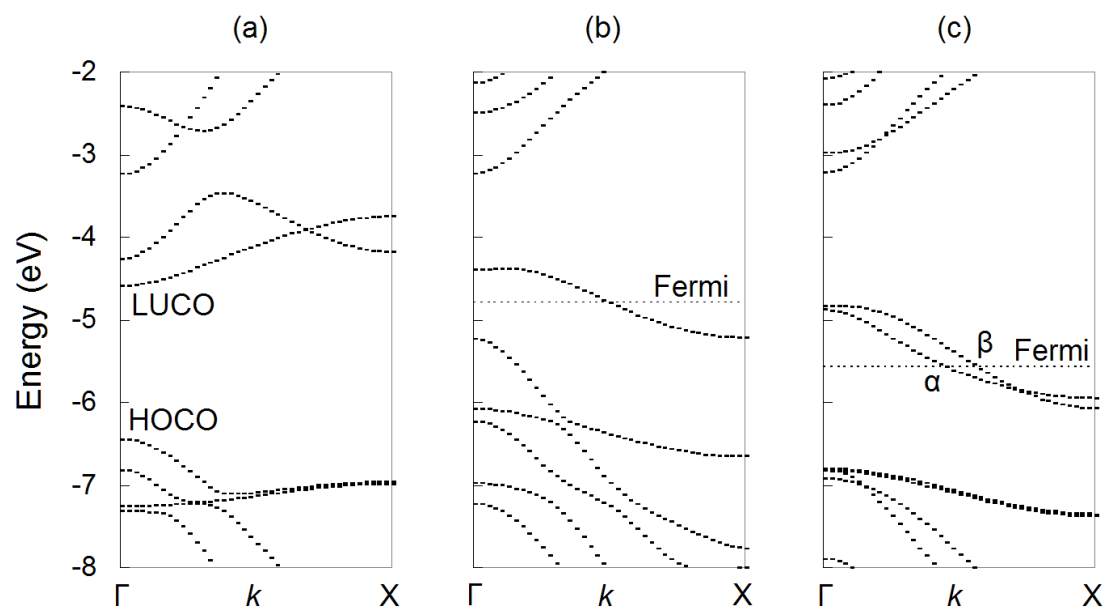 (a) (b) (c)
Energy (eV)
-2
-3
-4
-5
-6
-7
-8
LUCO
HOCO
Γ k X
Fermi
Γ k X
β
Fermi
α
Γ k X